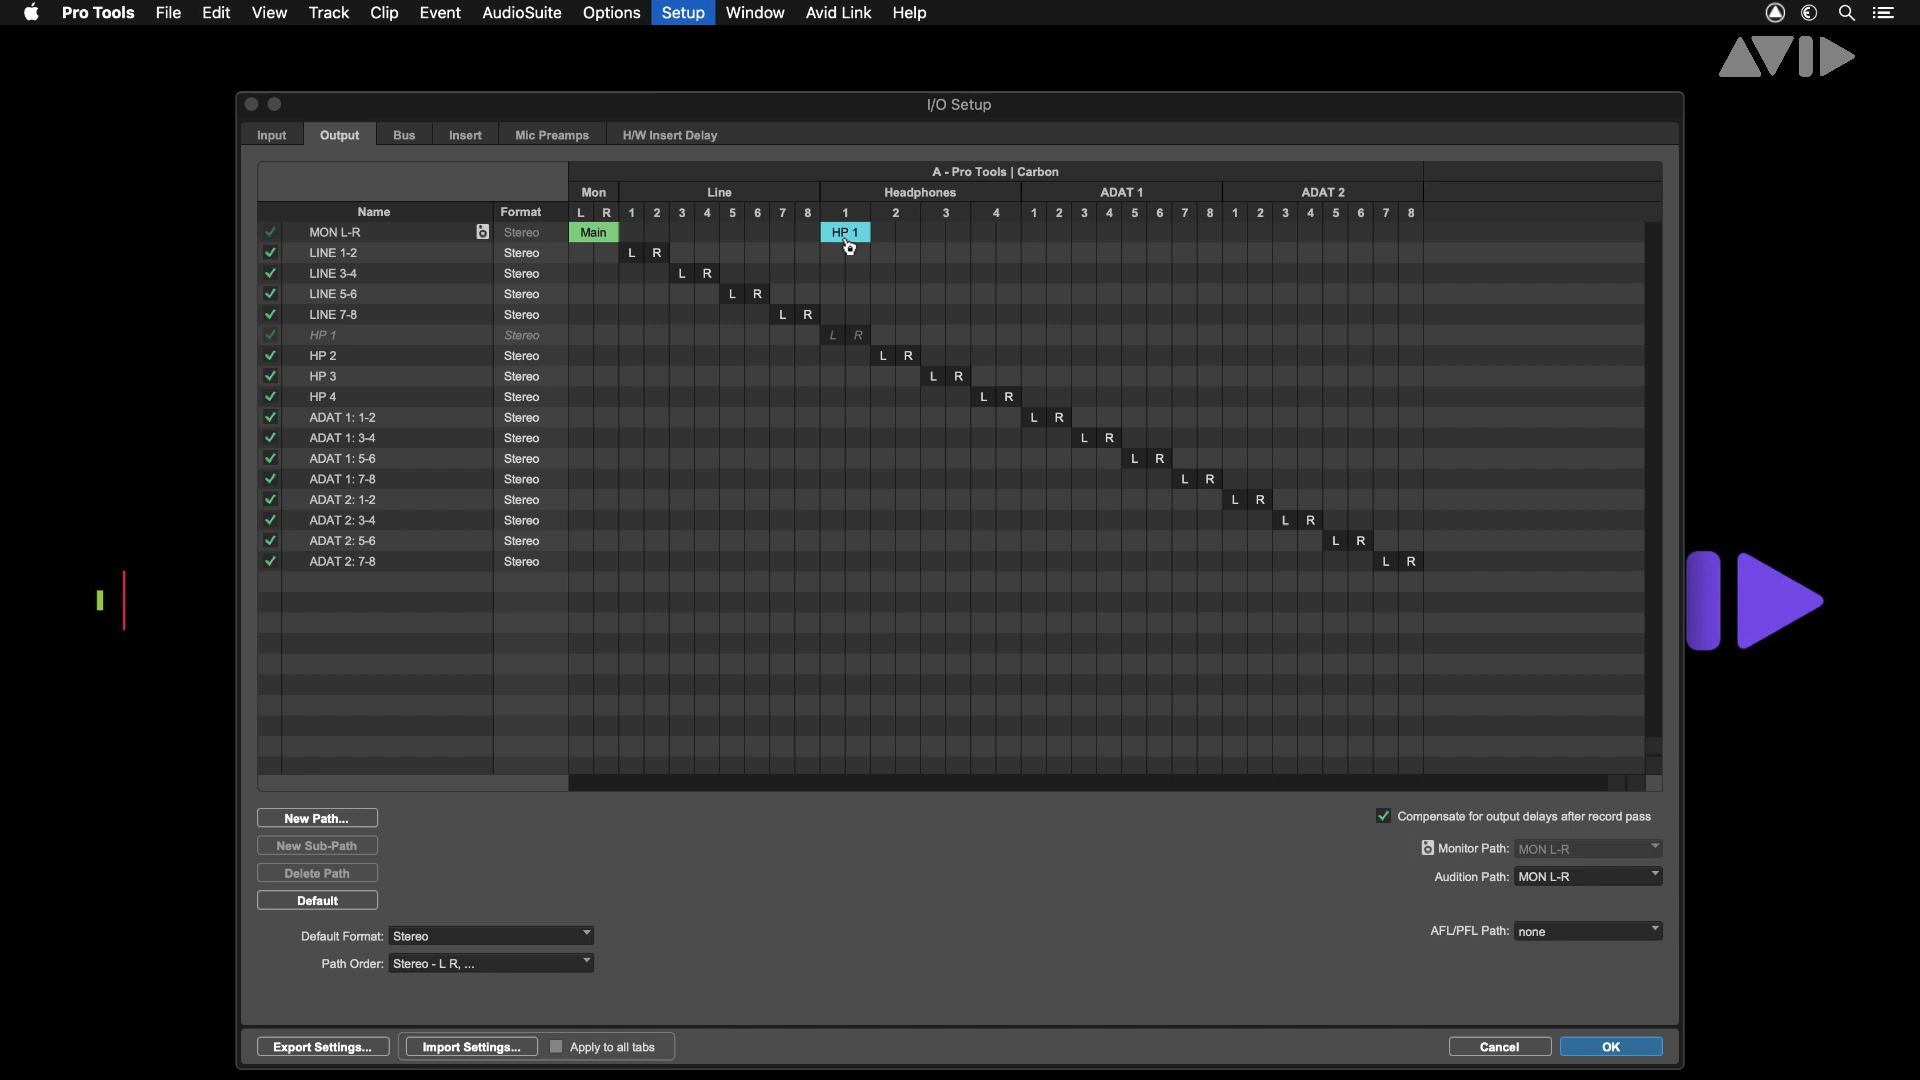 Pro Tools File Edit View Track Clip Event AudioSuite Options Setup Window Avid Link Help
AVID
I/O Setup
Input Output Bus Insert Mic Preamps H/W Insert Delay
A - Pro Tools | Carbon
Mon Line Headphones ADAT 1 ADAT 2
Name Format L R 1 2 3 4 5 6 7 8 1 2 3 4 1 2 3 4 5 6 7 8 1 2 3 4 5 6 7 8
MON L-R Stereo Main HP 1
LINE 1-2 Stereo L R
LINE 3-4 Stereo L R
LINE 5-6 Stereo L R
LINE 7-8 Stereo L R
HP 1 Stereo L R
HP 2 Stereo L R
HP 3 Stereo L R
HP 4 Stereo L R
ADAT 1: 1-2 Stereo L R
ADAT 1: 3-4 Stereo L R
ADAT 1: 5-6 Stereo L R
ADAT 1: 7-8 Stereo L R
ADAT 2: 1-2 Stereo L R
ADAT 2: 3-4 Stereo L R
ADAT 2: 5-6 Stereo L R
ADAT 2: 7-8 Stereo L R
New Path... Compensate for output delays after record pass
New Sub-Path Monitor Path: MON L-R
Delete Path Audition Path: MON L-R
Default
Default Format: Stereo AFL/PFL Path: none
Path Order: Stereo - L R, ...
Export Settings... Import Settings... Apply to all tabs Cancel OK